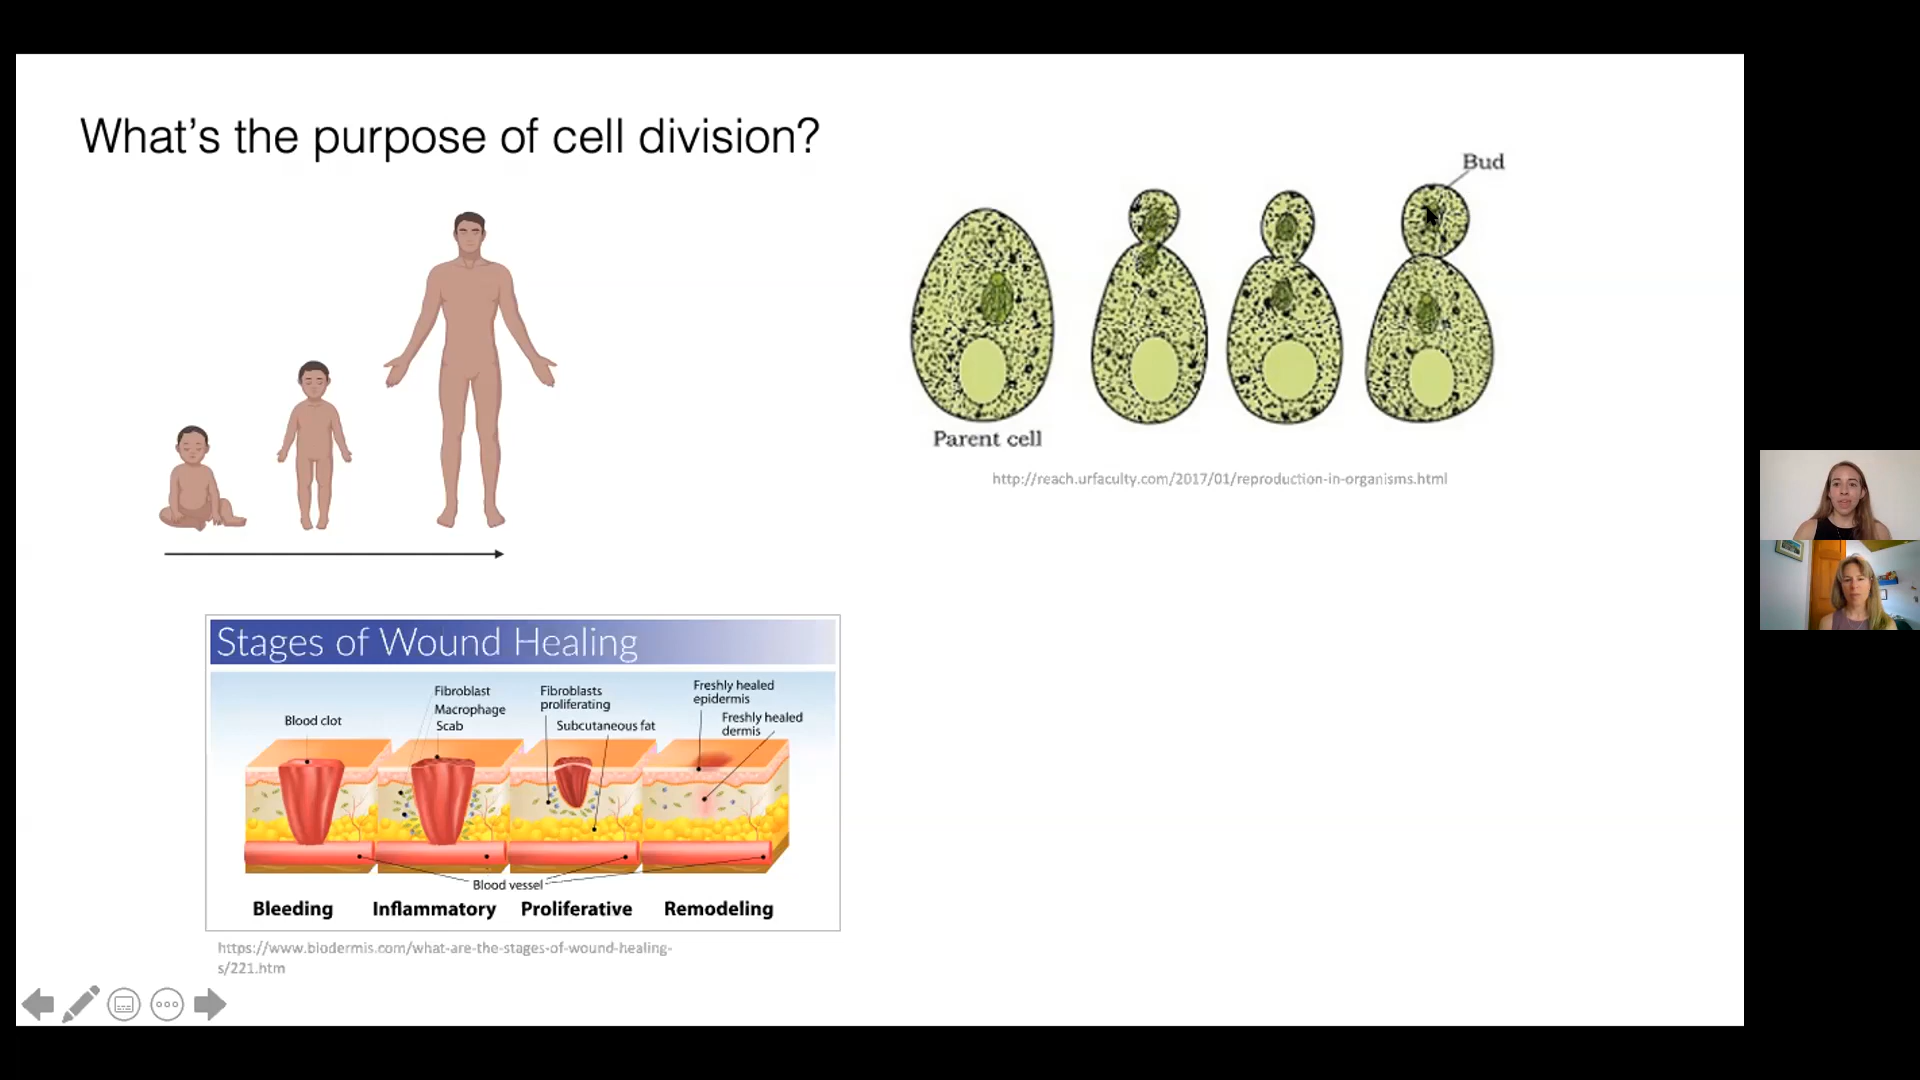 What's the purpose of cell division?
Bud
Parent cell
http://reach.urfaculty.com/2017/01/reproduction-in-organisms.html
Stages of Wound Healing
Blood clot
Fibroblast
Macrophage
Scab
Fibroblasts
proliferating
Subcutaneous fat
Freshly healed
epidermis
Freshly healed
dermis
Blood vessel
Bleeding
Inflammatory
Proliferative
Remodeling
https://www.biodermis.com/what-are-the-stages-of-wound-healing-
s/221.htm